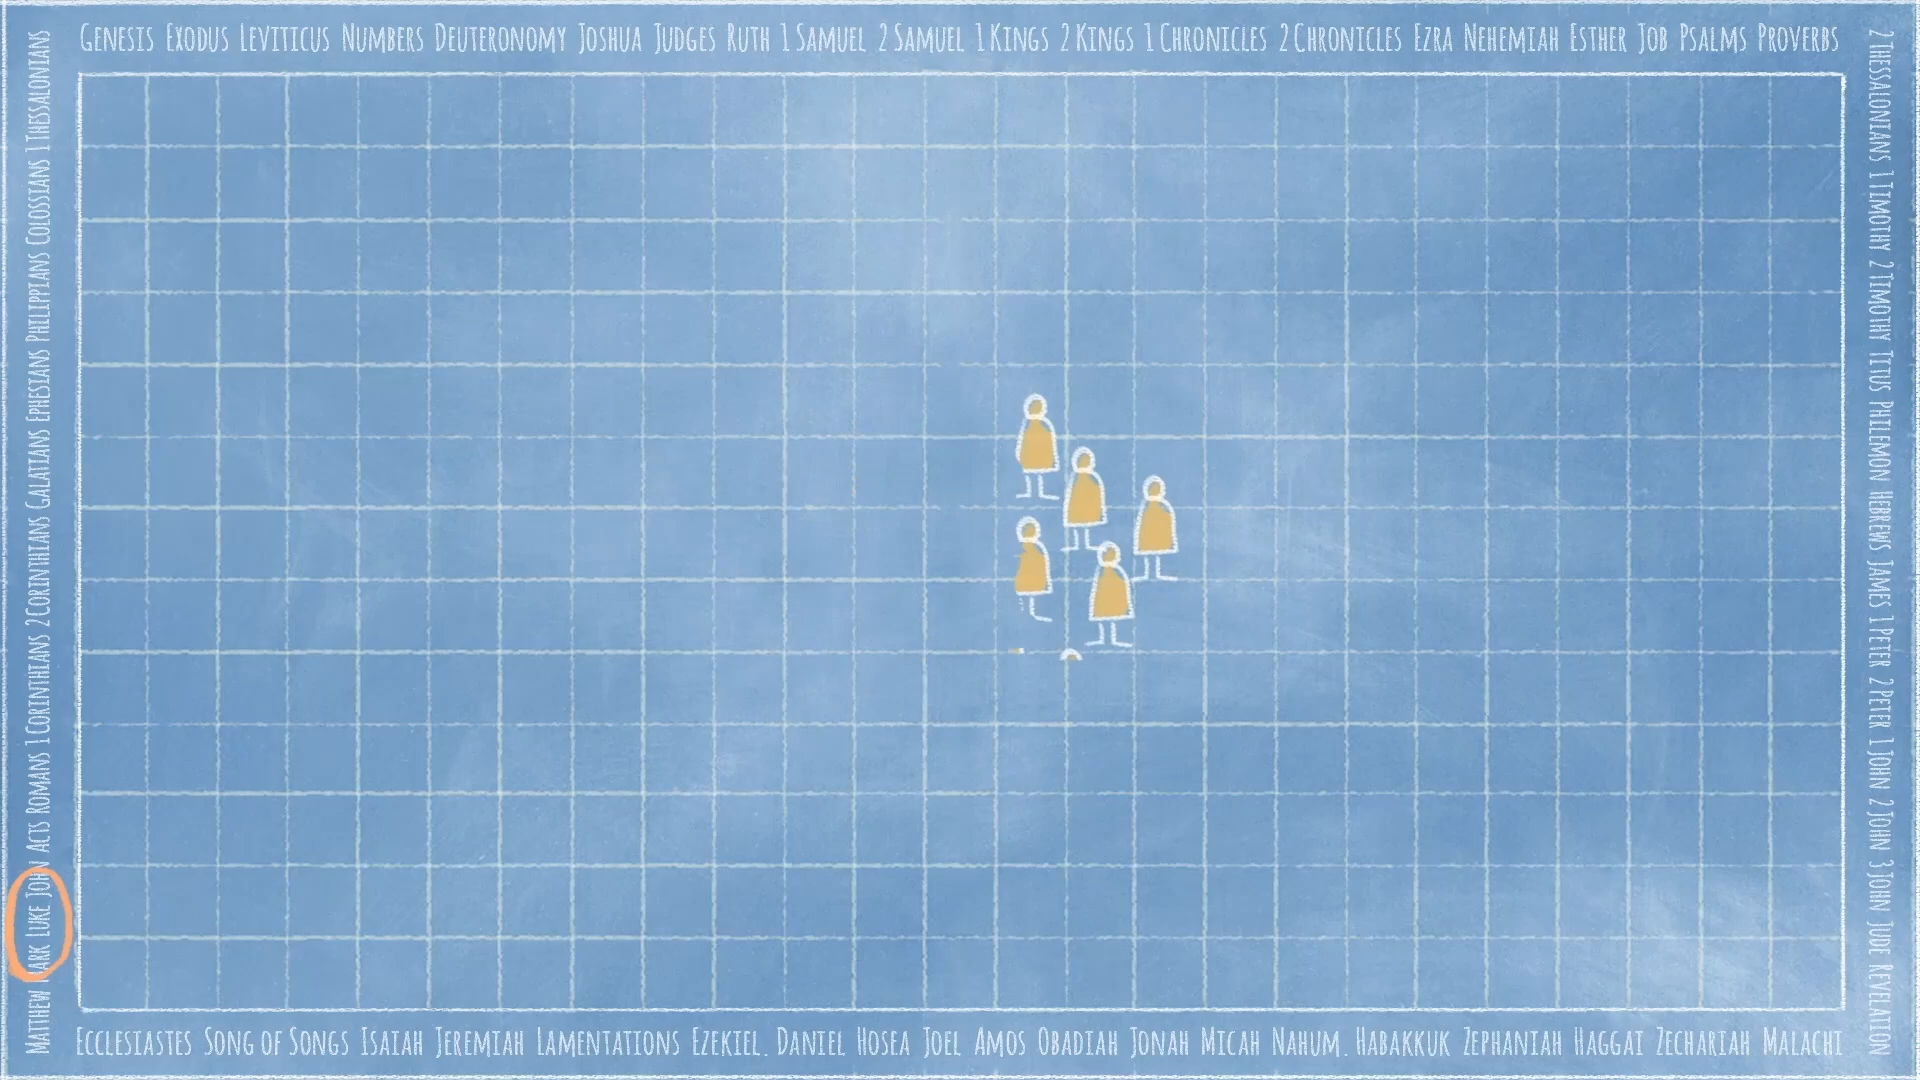 Genesis Exodus Leviticus Numbers Deuteronomy Joshua Judges Ruth 1 Samuel 2 Samuel 1 Kings 2 Kings 1 Chronicles 2 Chronicles Ezra Nehemiah Esther Job Psalms Proverbs
Ecclesiastes Song of Songs Isaiah Jeremiah Lamentations Ezekiel. Daniel Hosea Joel Amos Obadiah Jonah Micah Nahum. Habakkuk Zephaniah Haggai Zechariah Malachi
Matthew Mark Luke John Acts Romans 1 Corinthians 2 Corinthians Galatians Ephesians Philippians Colossians 1 Thessalonians
2 Thessalonians 1 Timothy 2 Timothy Titus Philemon Hebrews James 1 Peter 2 Peter 1 John 2 John 3 John Jude Revelation